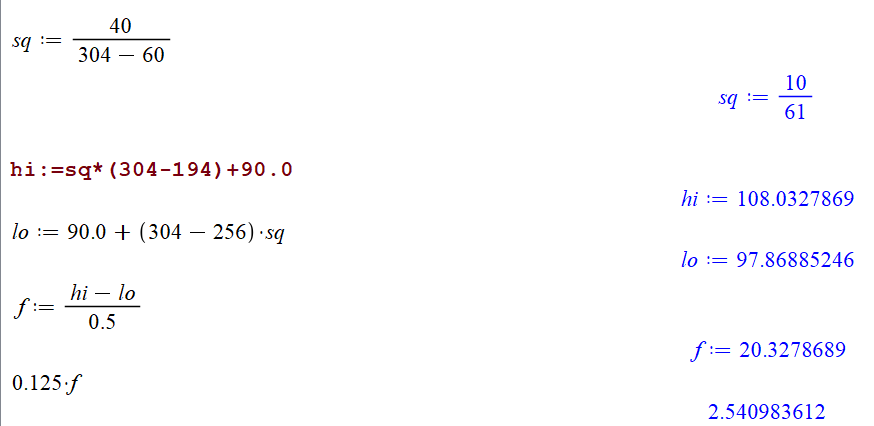 sq := 40/(304 − 60)
sq := 10/61
hi:=sq*(304-194)+90.0
hi := 108.0327869
lo := 90.0 + (304 − 256)·sq
lo := 97.86885246
f := (hi − lo)/0.5
f := 20.3278689
0.125·f
2.540983612